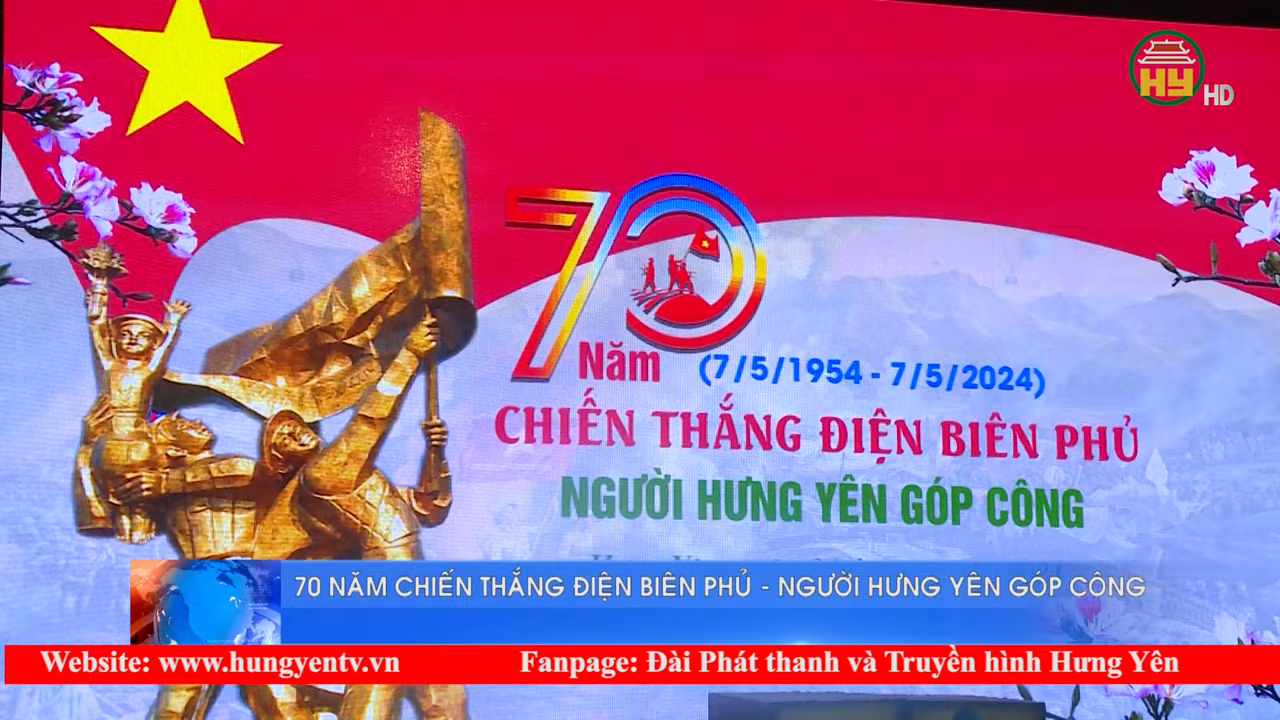 HY
HD
70
Năm (7/5/1954 - 7/5/2024)
CHIẾN THẮNG ĐIỆN BIÊN PHỦ
NGƯỜI HƯNG YÊN GÓP CÔNG
70 NĂM CHIẾN THẮNG ĐIỆN BIÊN PHỦ - NGƯỜI HƯNG YÊN GÓP CÔNG
Website: www.hungyentv.vn Fanpage: Đài Phát thanh và Truyền hình Hưng Yên